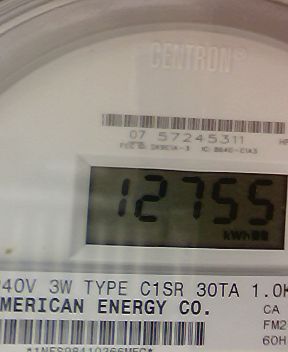 CENTRON®
07 57245311
12755
kWh
40V 3W TYPE C1SR 30TA 1.0K
MERICAN ENERGY CO.
CA
FM2
60H